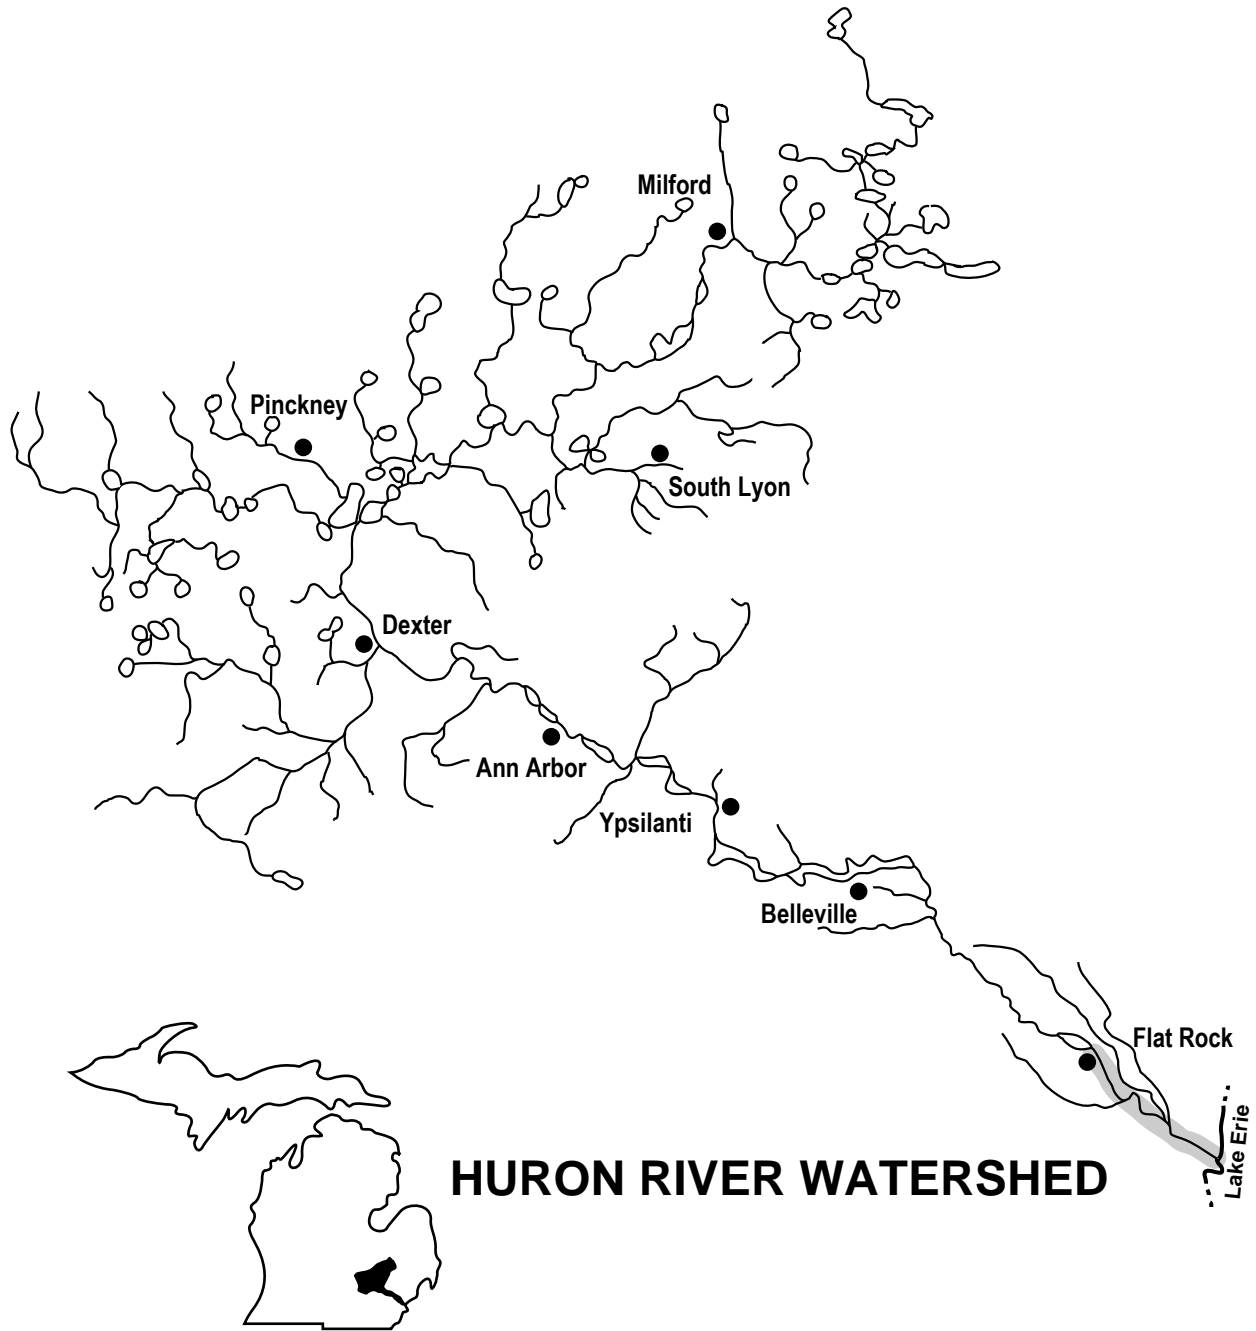 Milford
Pinckney
South Lyon
Dexter
Ann Arbor
Ypsilanti
Belleville
Flat Rock
Lake Erie
HURON RIVER WATERSHED